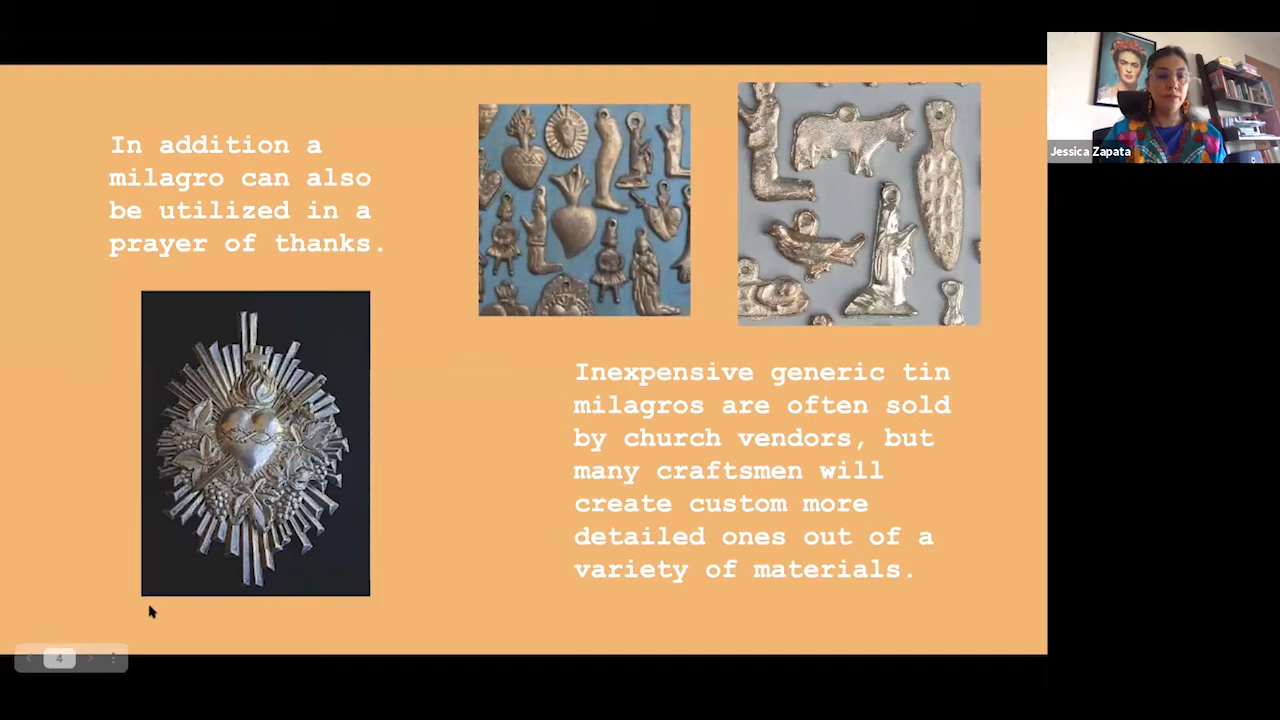 In addition a
milagro can also
be utilized in a
prayer of thanks.
Inexpensive generic tin
milagros are often sold
by church vendors, but
many craftsmen will
create custom more
detailed ones out of a
variety of materials.
Jessica Zapata
4